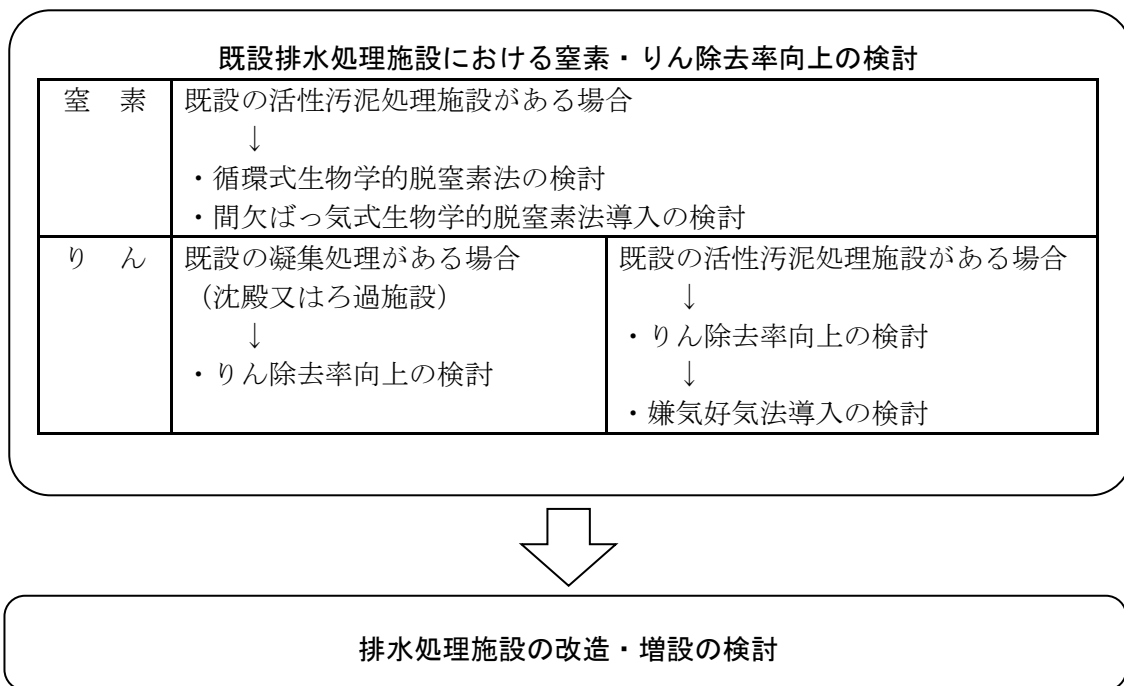 既設排水処理施設における窒素・りん除去率向上の検討
窒　素
既設の活性汚泥処理施設がある場合
↓
・循環式生物学的脱窒素法の検討
・間欠ばっ気式生物学的脱窒素法導入の検討
り　ん
既設の凝集処理がある場合
（沈殿又はろ過施設）
↓
・りん除去率向上の検討
既設の活性汚泥処理施設がある場合
↓
・りん除去率向上の検討
↓
・嫌気好気法導入の検討
排水処理施設の改造・増設の検討